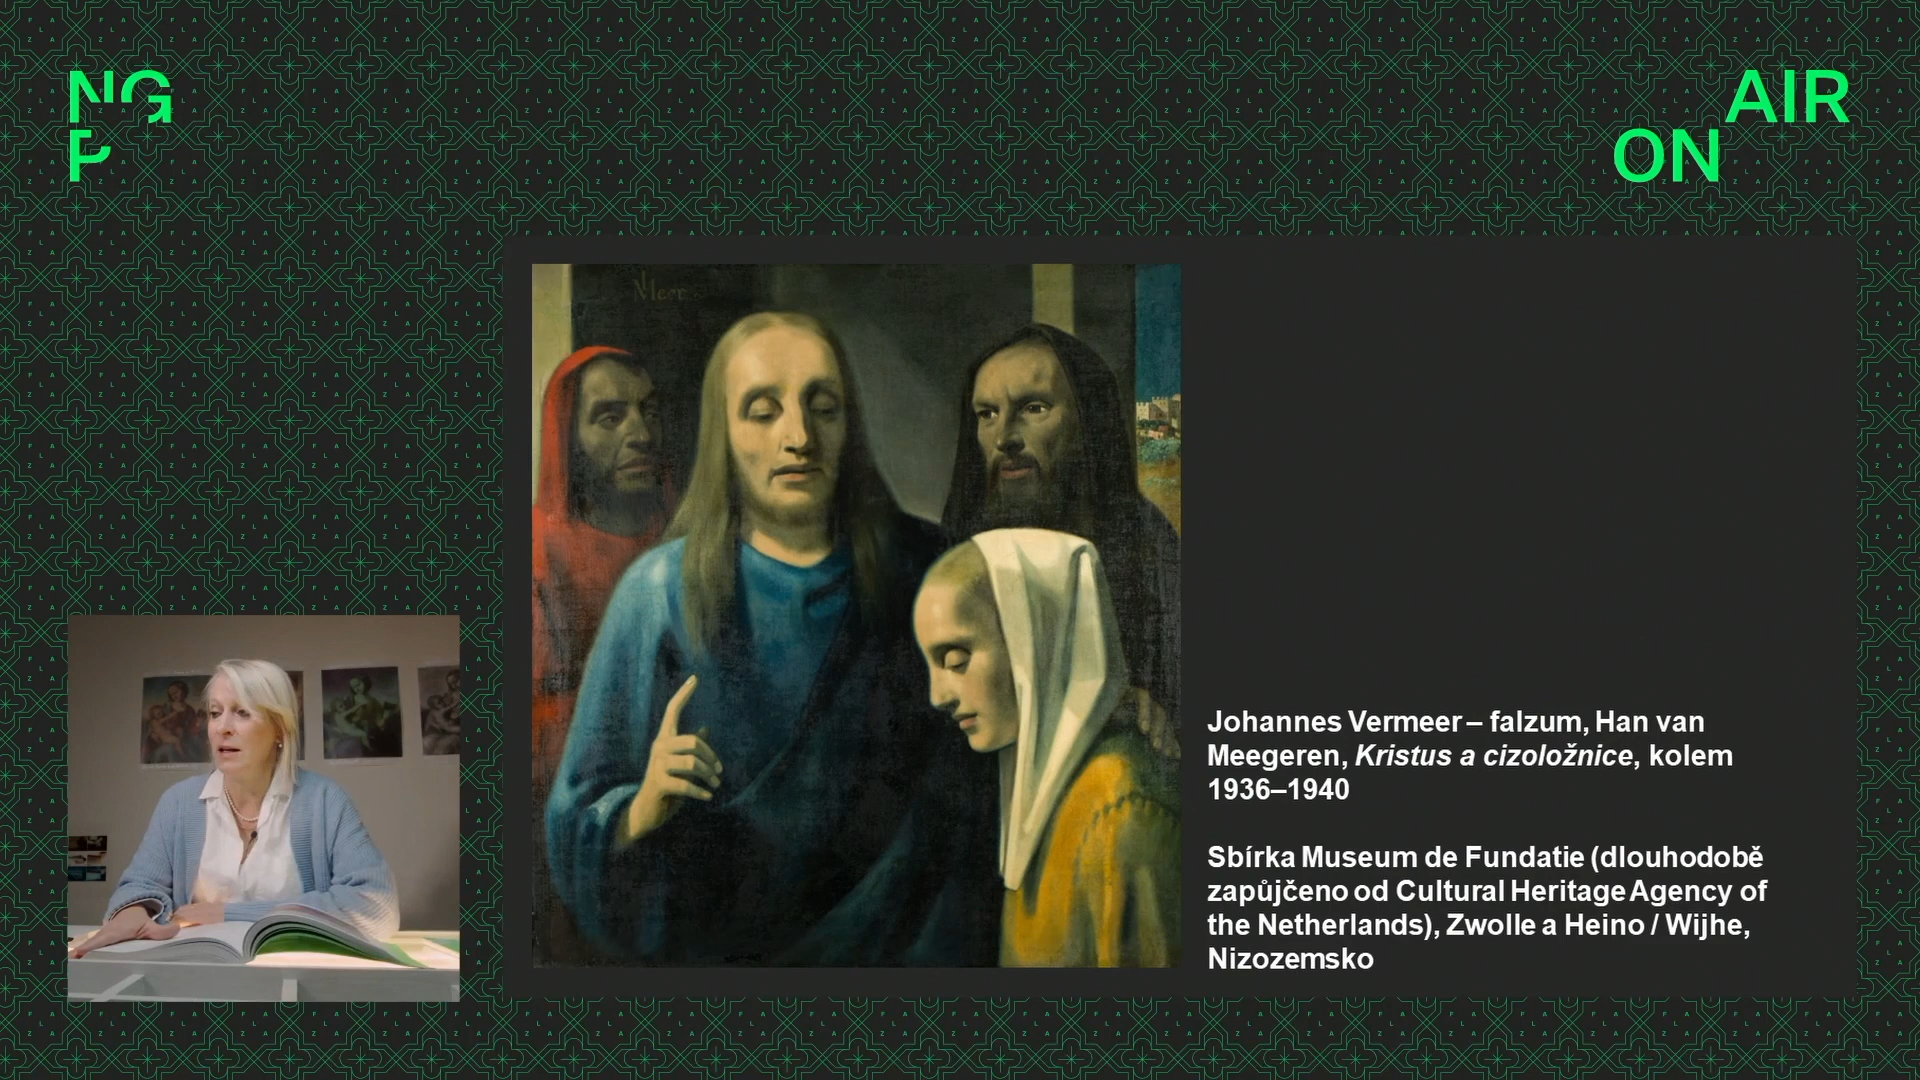 NG
P
AIR
ON
Meer
Johannes Vermeer – falzum, Han van
Meegeren, Kristus a cizoložnice, kolem
1936–1940
Sbírka Museum de Fundatie (dlouhodobě
zapůjčeno od Cultural Heritage Agency of
the Netherlands), Zwolle a Heino / Wijhe,
Nizozemsko